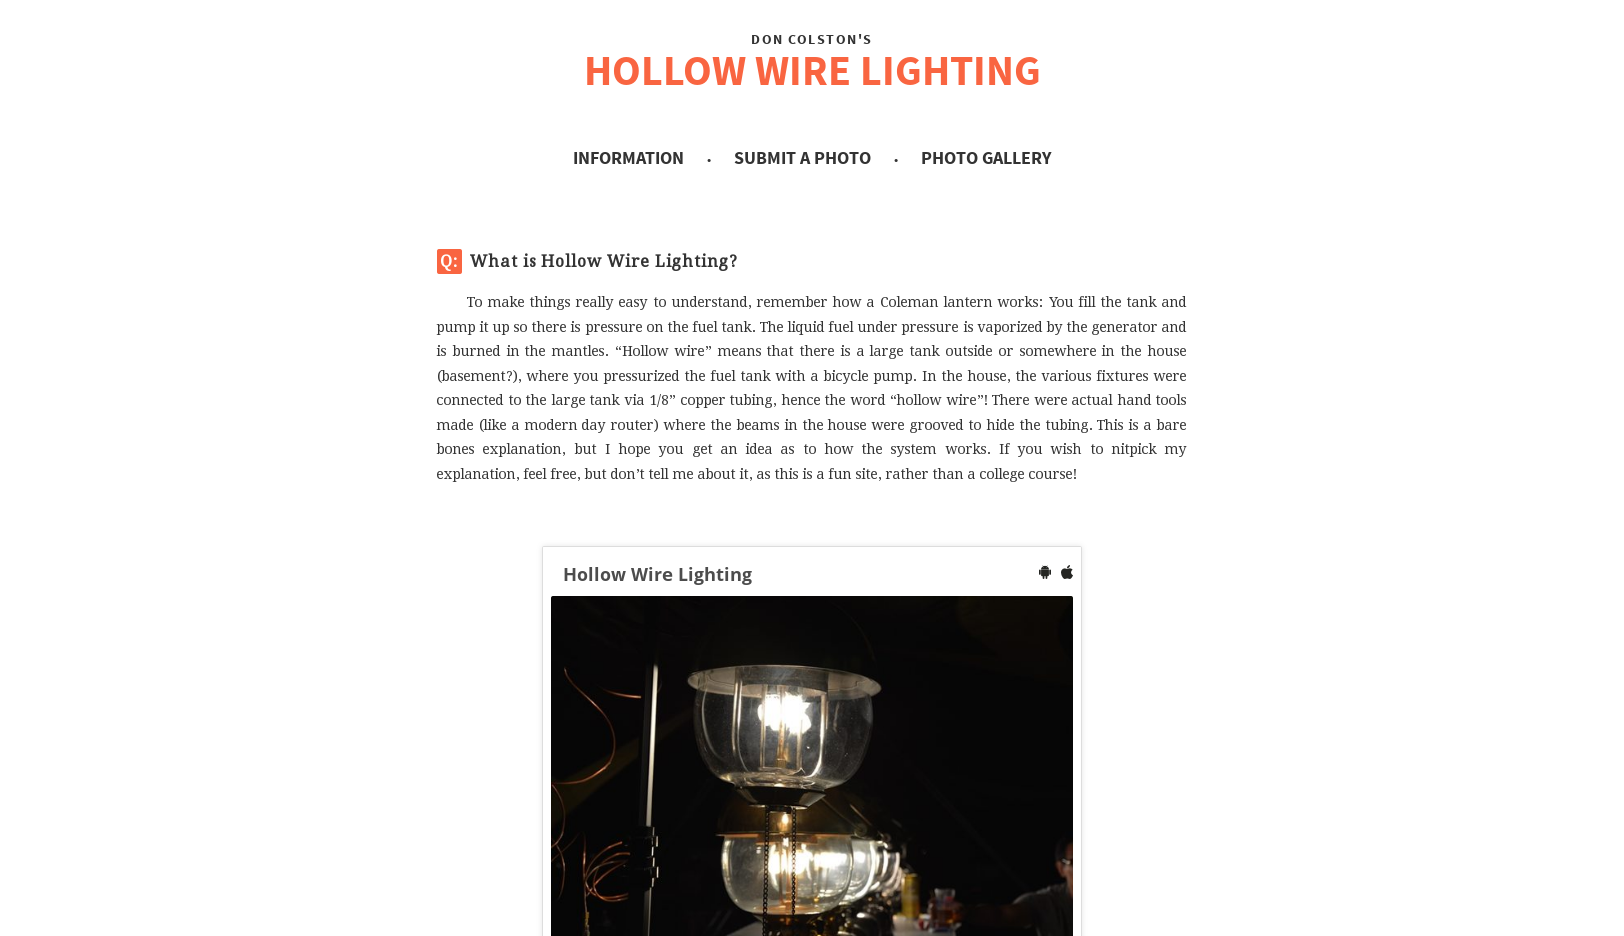 DON COLSTON'S
HOLLOW WIRE LIGHTING
INFORMATION • SUBMIT A PHOTO • PHOTO GALLERY
Q: What is Hollow Wire Lighting?
To make things really easy to understand, remember how a Coleman lantern works: You fill the tank and
pump it up so there is pressure on the fuel tank. The liquid fuel under pressure is vaporized by the generator and
is burned in the mantles. “Hollow wire” means that there is a large tank outside or somewhere in the house
(basement?), where you pressurized the fuel tank with a bicycle pump. In the house, the various fixtures were
connected to the large tank via 1/8” copper tubing, hence the word “hollow wire”! There were actual hand tools
made (like a modern day router) where the beams in the house were grooved to hide the tubing. This is a bare
bones explanation, but I hope you get an idea as to how the system works. If you wish to nitpick my
explanation, feel free, but don’t tell me about it, as this is a fun site, rather than a college course!
Hollow Wire Lighting